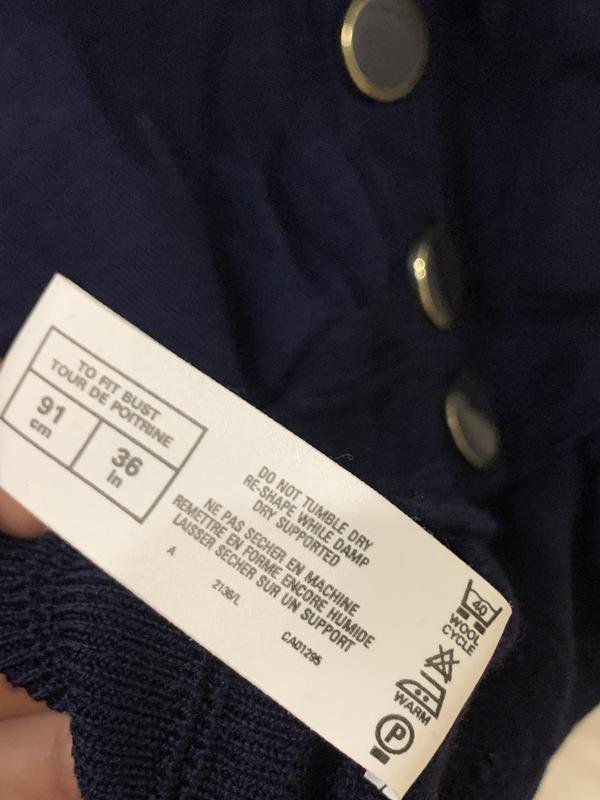 TO FIT BUST
TOUR DE POITRINE
91
cm
36
in
DO NOT TUMBLE DRY
RE-SHAPE WHILE DAMP
DRY SUPPORTED
NE PAS SECHER EN MACHINE
REMETTRE EN FORME ENCORE HUMIDE
LAISSER SECHER SUR UN SUPPORT
A
2136/L
CA01295
40
WOOL
CYCLE
WARM
P